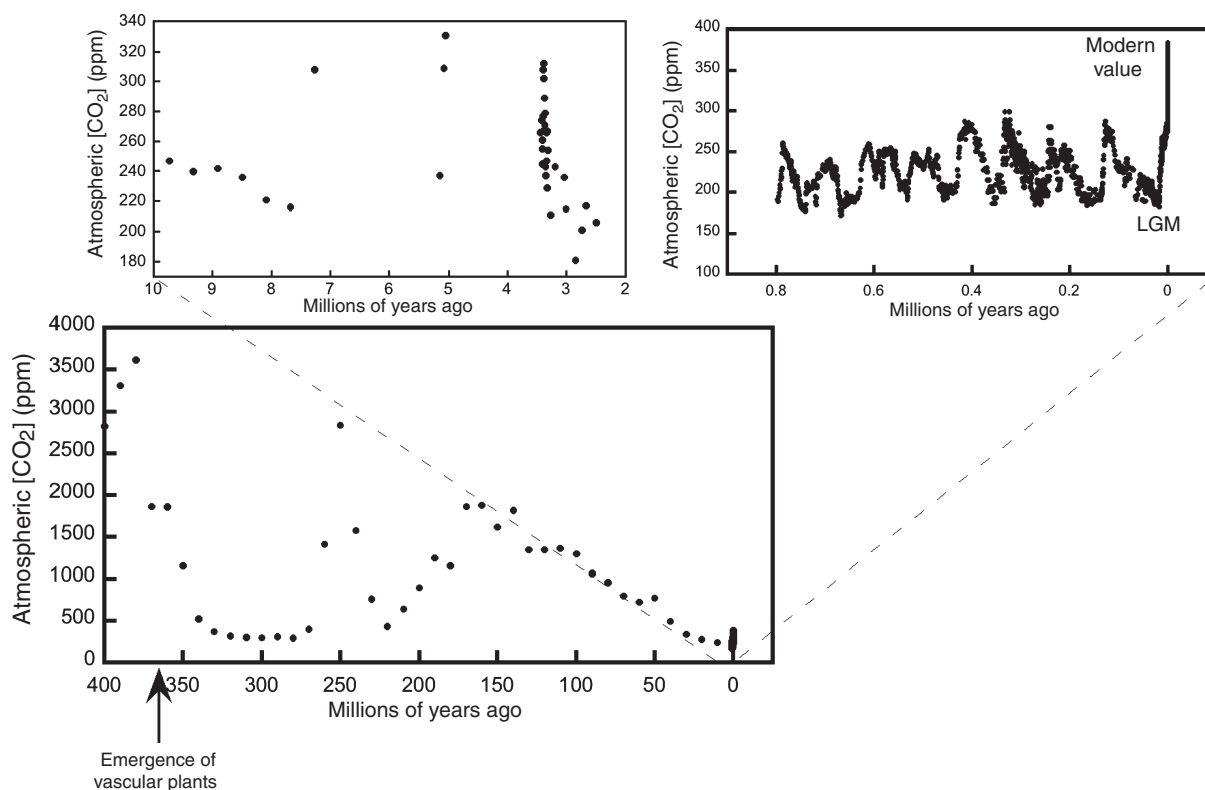 Atmospheric [CO2] (ppm)
340
320
300
280
260
240
220
200
180
10 9 8 7 6 5 4 3 2
Millions of years ago
Atmospheric [CO2] (ppm)
400
350
300
250
200
150
100
Modern
value
LGM
0.8 0.6 0.4 0.2 0
Millions of years ago
Atmospheric [CO2] (ppm)
4000
3500
3000
2500
2000
1500
1000
500
0
400 350 300 250 200 150 100 50 0
Millions of years ago
Emergence of
vascular plants